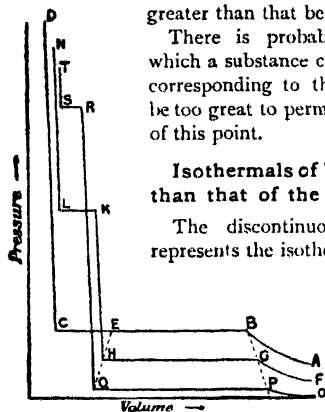 greater than that be
There is probab
which a substance c
corresponding to th
be too great to perm
of this point.
Isothermals of
than that of the
The discontinuo
represents the isothe
D
N
T
S R
L K
C E B
H G A
F
Q P O
Pressure →
Volume →